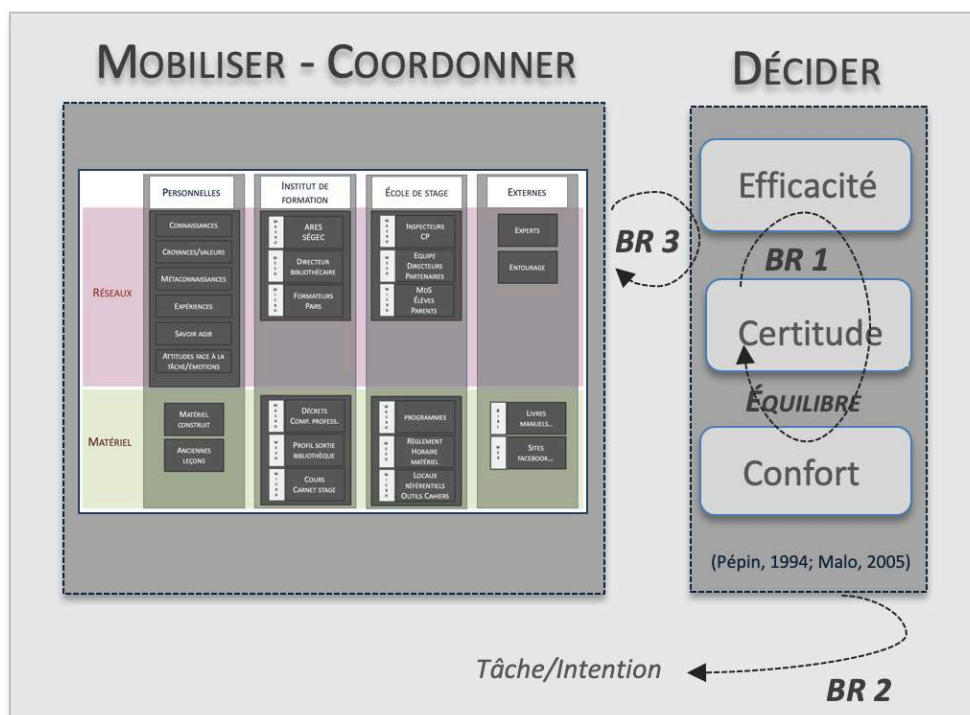 MOBILISER - COORDONNER
DÉCIDER
PERSONNELLES
INSTITUT DE
FORMATION
ÉCOLE DE STAGE
EXTERNES
RÉSEAUX
CONNAISSANCES
CROYANCES/VALEURS
MÉTACONNAISSANCES
EXPÉRIENCES
SAVOIR AGIR
ATTITUDES FACE À LA
TÂCHE/ÉMOTIONS
ARES
SÉGEC
DIRECTEUR
BIBLIOTHÉCAIRE
FORMATEURS
PAIRS
INSPECTEURS
CP
EQUIPE
DIRECTEURS
PARTENAIRES
MDS
ÉLÈVES
PARENTS
EXPERTS
ENTOURAGE
MATÉRIEL
MATÉRIEL
CONSTRUIT
ANCIENNES
LEÇONS
DÉCRETS
COMP. PROFESS.
PROFIL SORTIE
BIBLIOTHÈQUE
COURS
CARNET STAGE
PROGRAMMES
RÈGLEMENT
HORAIRE
MATÉRIEL
LOCAUX
RÉFÉRENTIELS
OUTILS CAHIERS
LIVRES
MANUELS..
WEB
SITES
FACEBOOK...
BR 3
Efficacité
BR 1
Certitude
ÉQUILIBRE
Confort
(Pépin, 1994; Malo, 2005)
Tâche/Intention
BR 2